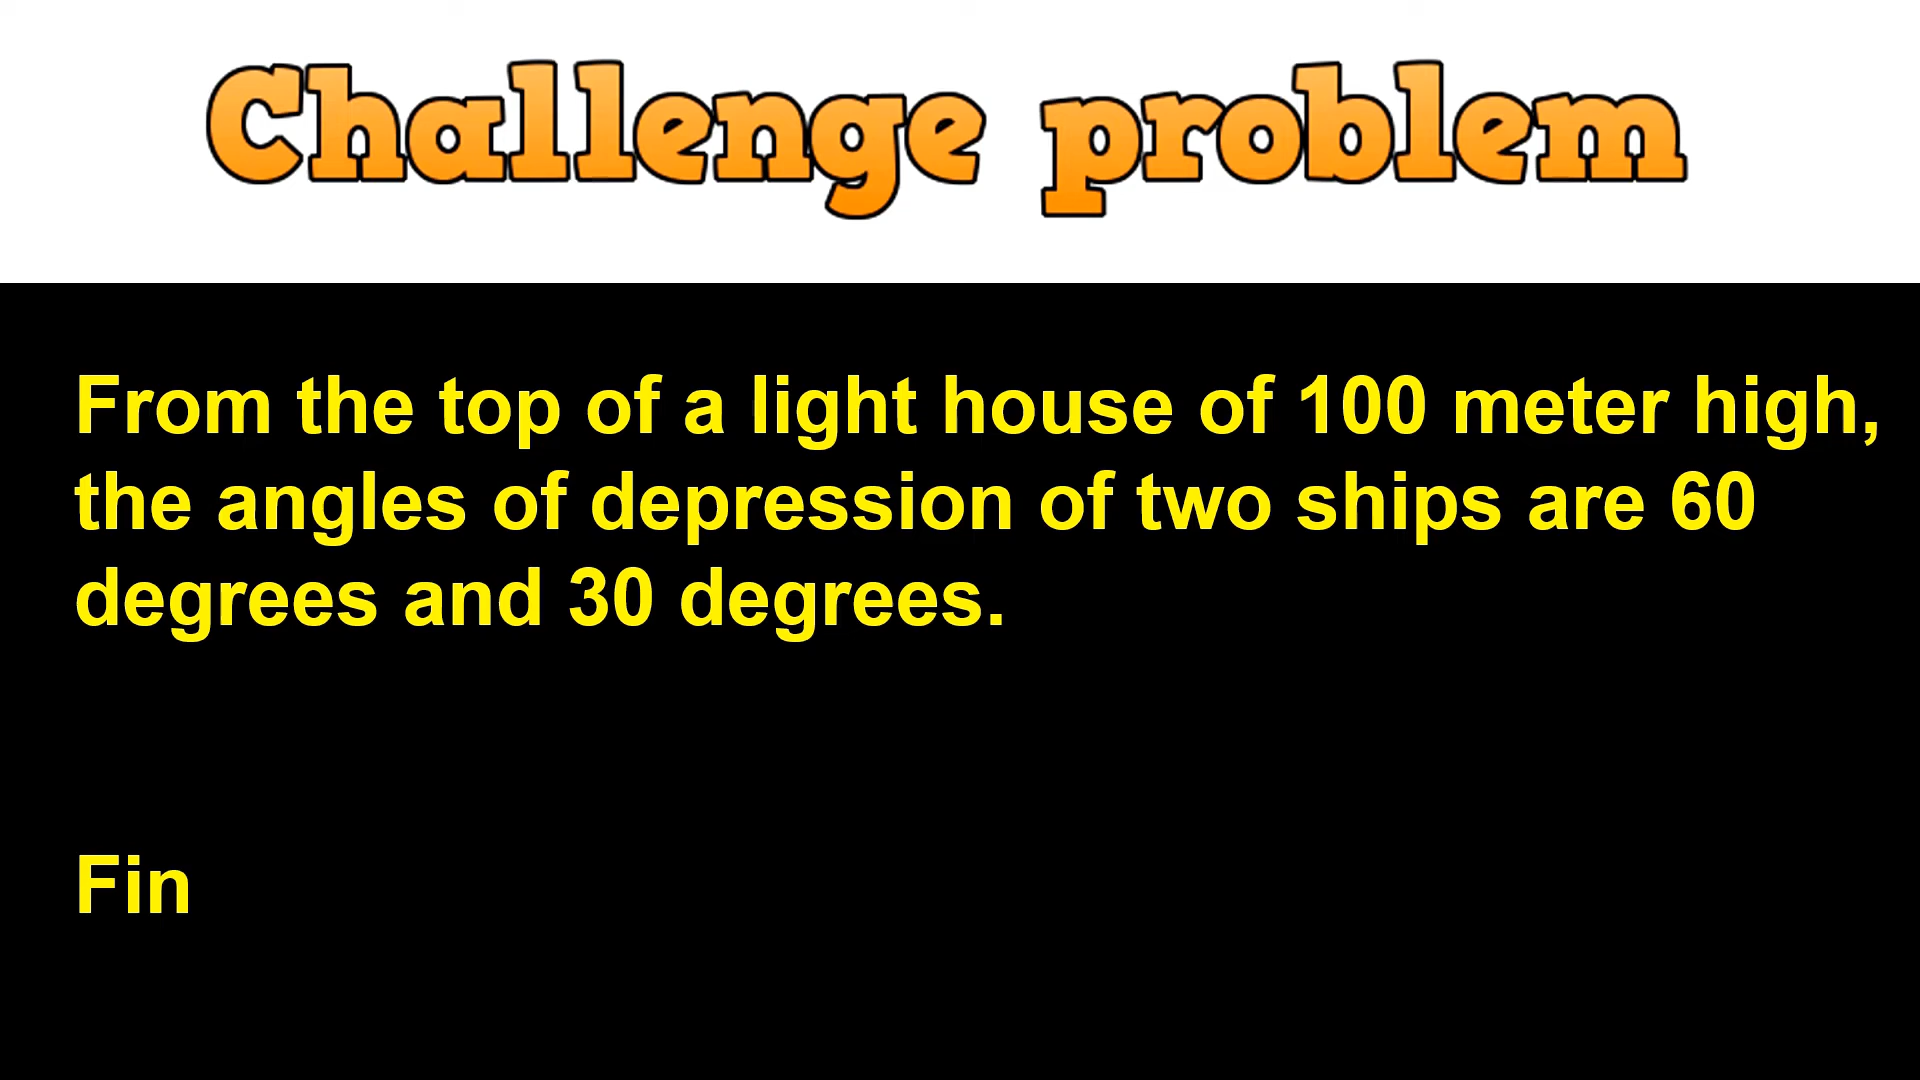 Challenge problem
From the top of a light house of 100 meter high,
the angles of depression of two ships are 60
degrees and 30 degrees.
Fin